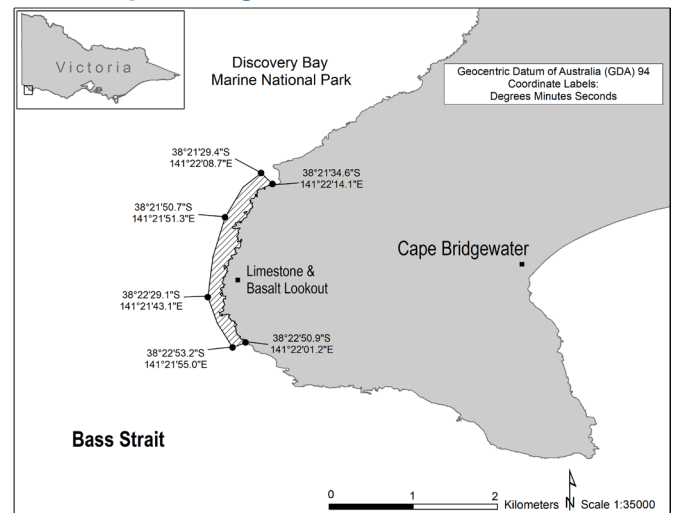 Victoria
Discovery Bay
Marine National Park
Geocentric Datum of Australia (GDA) 94
Coordinate Labels:
Degrees Minutes Seconds
38°21'29.4"S
141°22'08.7"E
38°21'34.6"S
141°22'14.1"E
38°21'50.7"S
141°21'51.3"E
Cape Bridgewater
Limestone &
Basalt Lookout
38°22'29.1"S
141°21'43.1"E
38°22'50.9"S
141°22'01.2"E
38°22'53.2"S
141°21'55.0"E
Bass Strait
0 1 2 Kilometers N Scale 1:35000